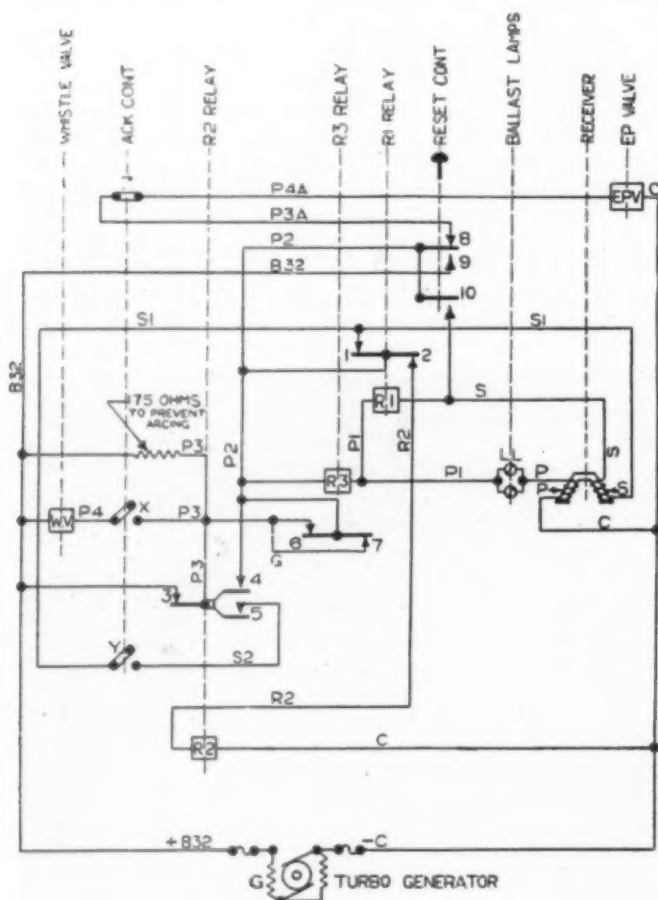 WHISTLE VALVE
ACK CONT
R2 RELAY
R3 RELAY
R1 RELAY
RESET CONT
BALLAST LAMPS
RECEIVER
EP VALVE
P4A
EPV
C
P3A
P2
8
B32
9
10
S1
S1
1
2
B32
175 OHMS
TO PREVENT
ARCING
P3
P2
R1
S
P1
R2
S
R3
P1
LL
P
P
S
WV
P4
X
P3
6
7
G
C
P3
4
3
5
Y
S2
R2
R2
C
+B32
-C
G
TURBO GENERATOR